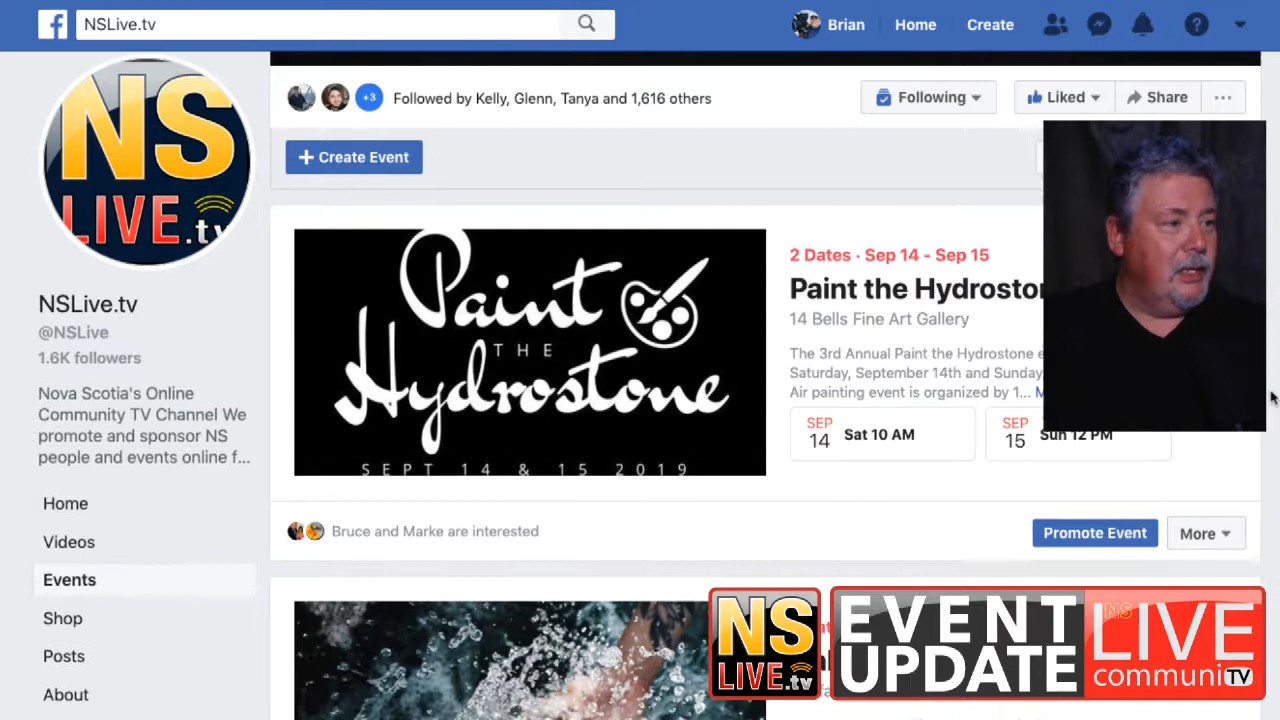 NSLive.tv
Brian
Home
Create
NS
LIVE.tv
NSLive.tv
@NSLive
1.6K followers
Nova Scotia's Online
Community TV Channel We
promote and sponsor NS
people and events online f...
Home
Videos
Events
Shop
Posts
About
+3
Followed by Kelly, Glenn, Tanya and 1,616 others
Following
Liked
Share
+ Create Event
Paint
THE
Hydrostone
SEPT 14 & 15 2019
2 Dates · Sep 14 - Sep 15
Paint the
14 Bells Fine Art Gallery
The 3rd Annual Paint the Hydrostone
Saturday, September 14th and Sunday,
Air painting event is organized by 1...
SEP
14
Sat 10 AM
SEP
15
Sun 12 PM
Bruce and Marke are interested
Promote Event
More
NS
LIVE.tv
EVENT
UPDATE
NS
LIVE
communiTV